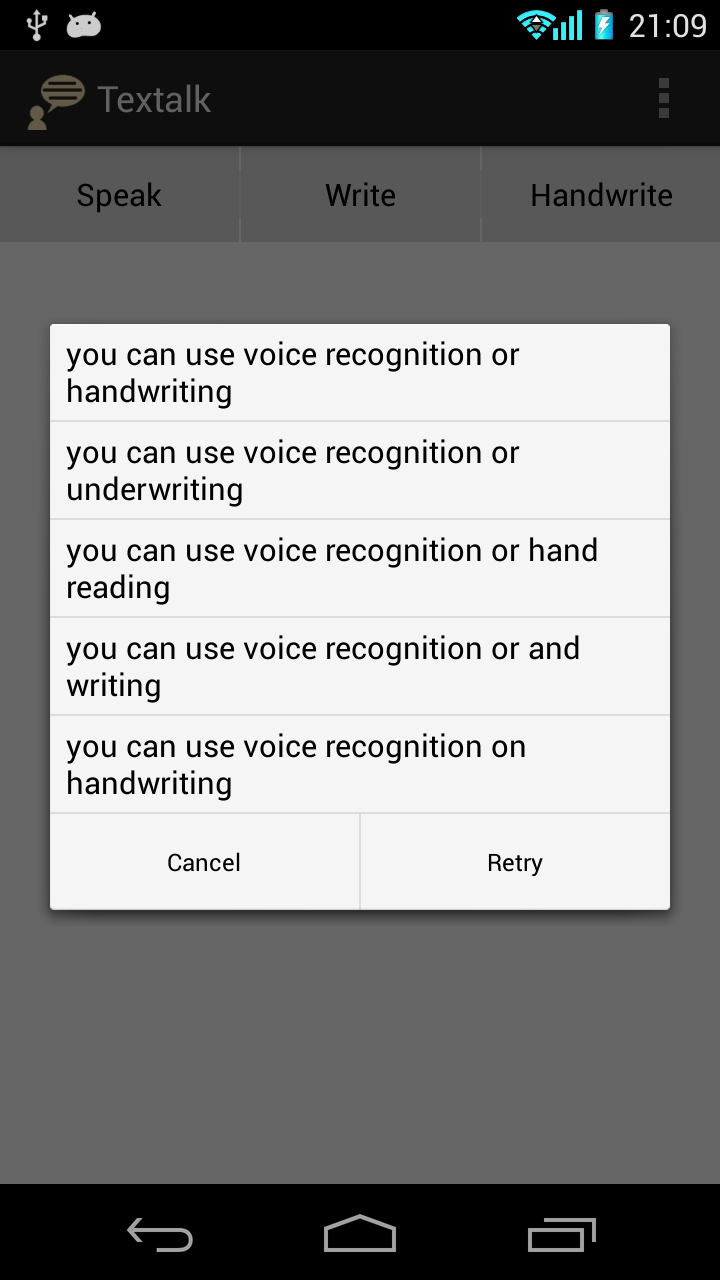 21:09
Textalk
Speak Write Handwrite
you can use voice recognition or
handwriting
you can use voice recognition or
underwriting
you can use voice recognition or hand
reading
you can use voice recognition or and
writing
you can use voice recognition on
handwriting
Cancel Retry